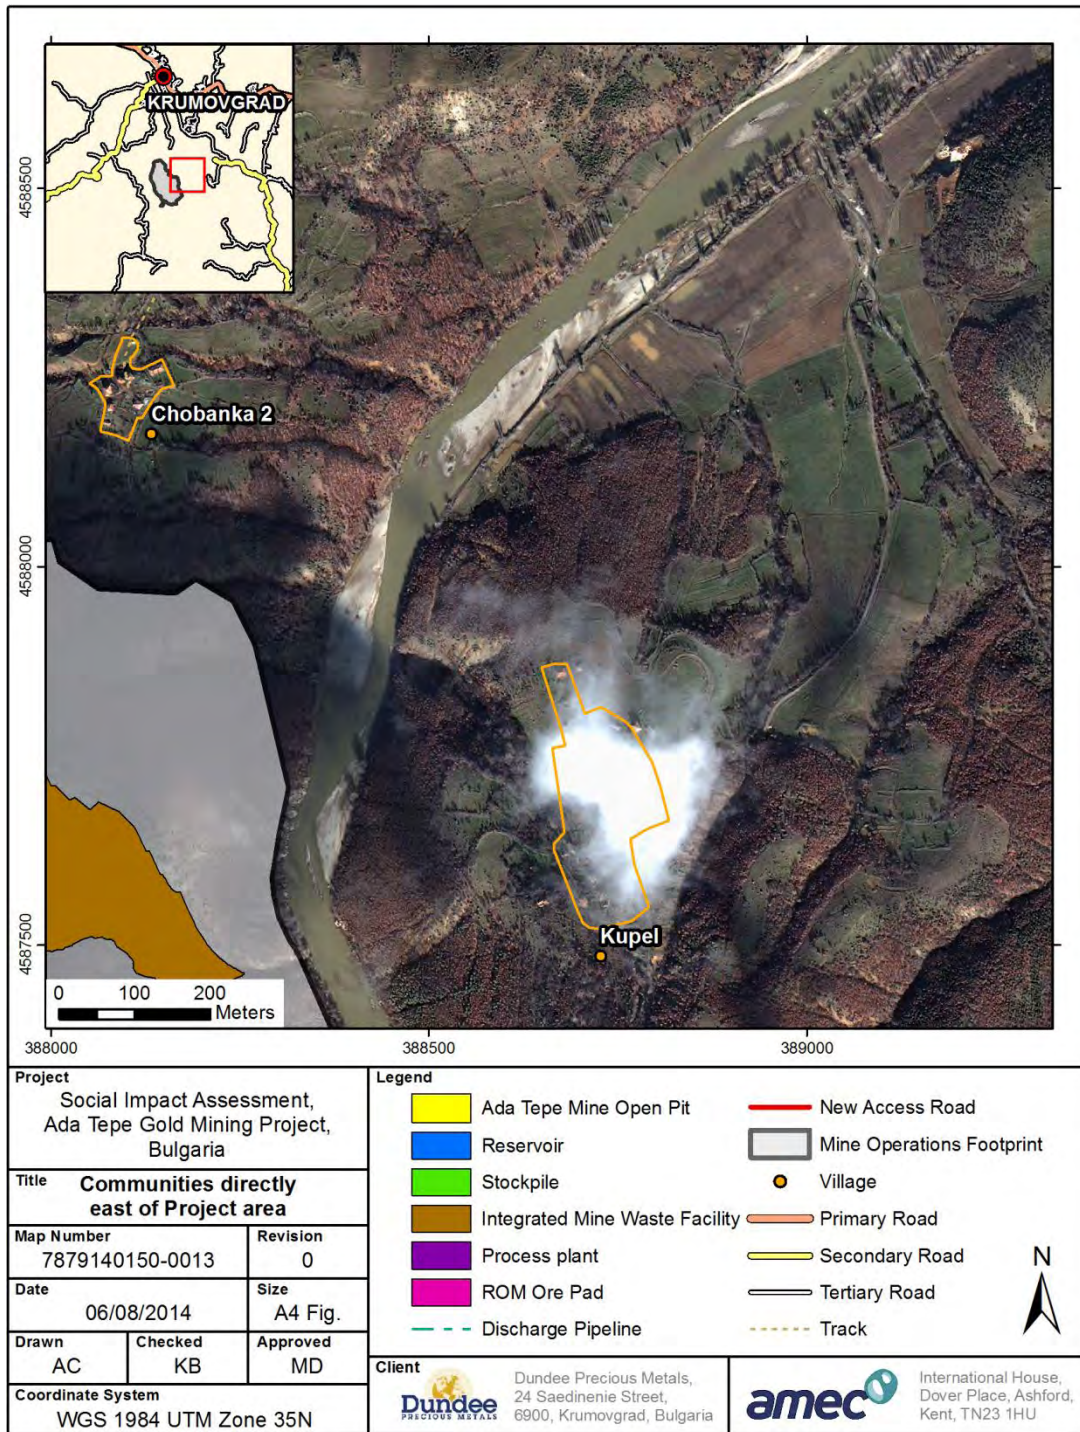 KRUMOVGRAD
4588500
4588000
4587500
Chobanka 2
Kupel
0 100 200
Meters
388000 388500 389000
Project
Social Impact Assessment,
Ada Tepe Gold Mining Project,
Bulgaria
Title Communities directly
east of Project area
Map Number Revision
7879140150-0013 0
Date Size
06/08/2014 A4 Fig.
Drawn Checked Approved
AC KB MD
Coordinate System
WGS 1984 UTM Zone 35N
Legend
Ada Tepe Mine Open Pit
Reservoir
Stockpile
Integrated Mine Waste Facility
Process plant
ROM Ore Pad
Discharge Pipeline
New Access Road
Mine Operations Footprint
Village
Primary Road
Secondary Road
Tertiary Road
Track
N
Client
Dundee
PRECIOUS METALS
Dundee Precious Metals,
24 Saedinenie Street,
6900, Krumovgrad, Bulgaria
amec
International House,
Dover Place, Ashford,
Kent, TN23 1HU